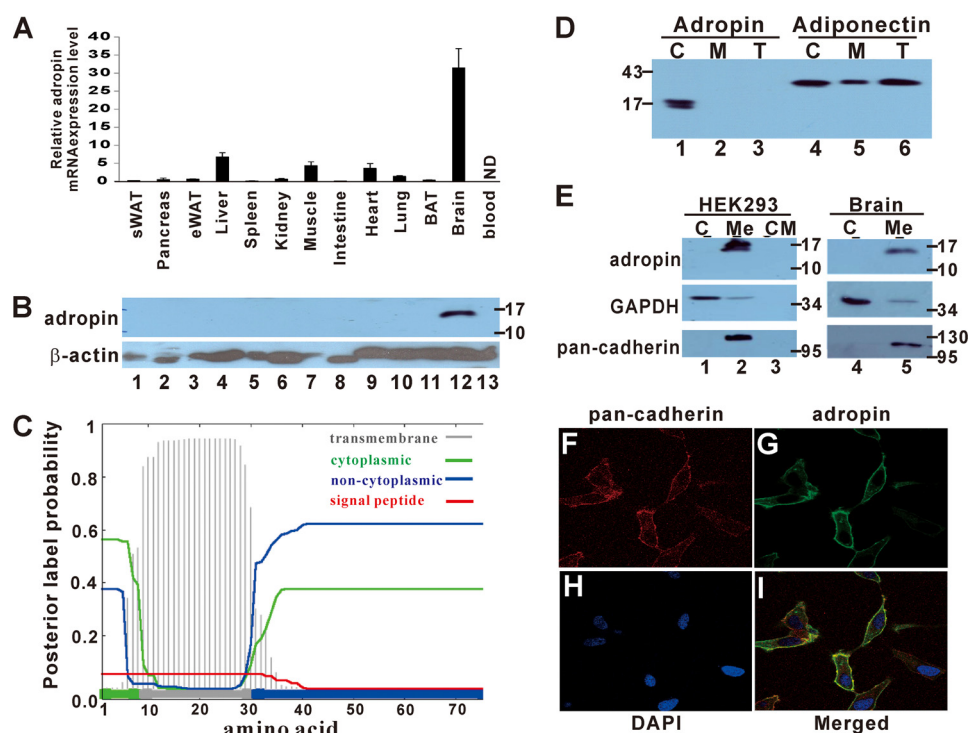 A
Relative adropin
mRNAexpression level
40
35
30
25
20
15
10
5
0
sWAT
Pancreas
eWAT
Liver
Spleen
Kidney
Muscle
Intestine
Heart
Lung
BAT
Brain
blood
ND
B
adropin
17
10
β-actin
1 2 3 4 5 6 7 8 9 10 11 12 13
C
Posterior label probability
1
0.8
0.6
0.4
0.2
0.0
transmembrane
cytoplasmic
non-cytoplasmic
signal peptide
1 10 20 30 40 50 60 70
amino acid
D
Adropin Adiponectin
C M T C M T
43
17
1 2 3 4 5 6
E
HEK293 Brain
C Me CM C Me
adropin 17 17
10 10
GAPDH 34 34
pan-cadherin 95 130
95
1 2 3 4 5
pan-cadherin adropin
F G
H I
DAPI Merged